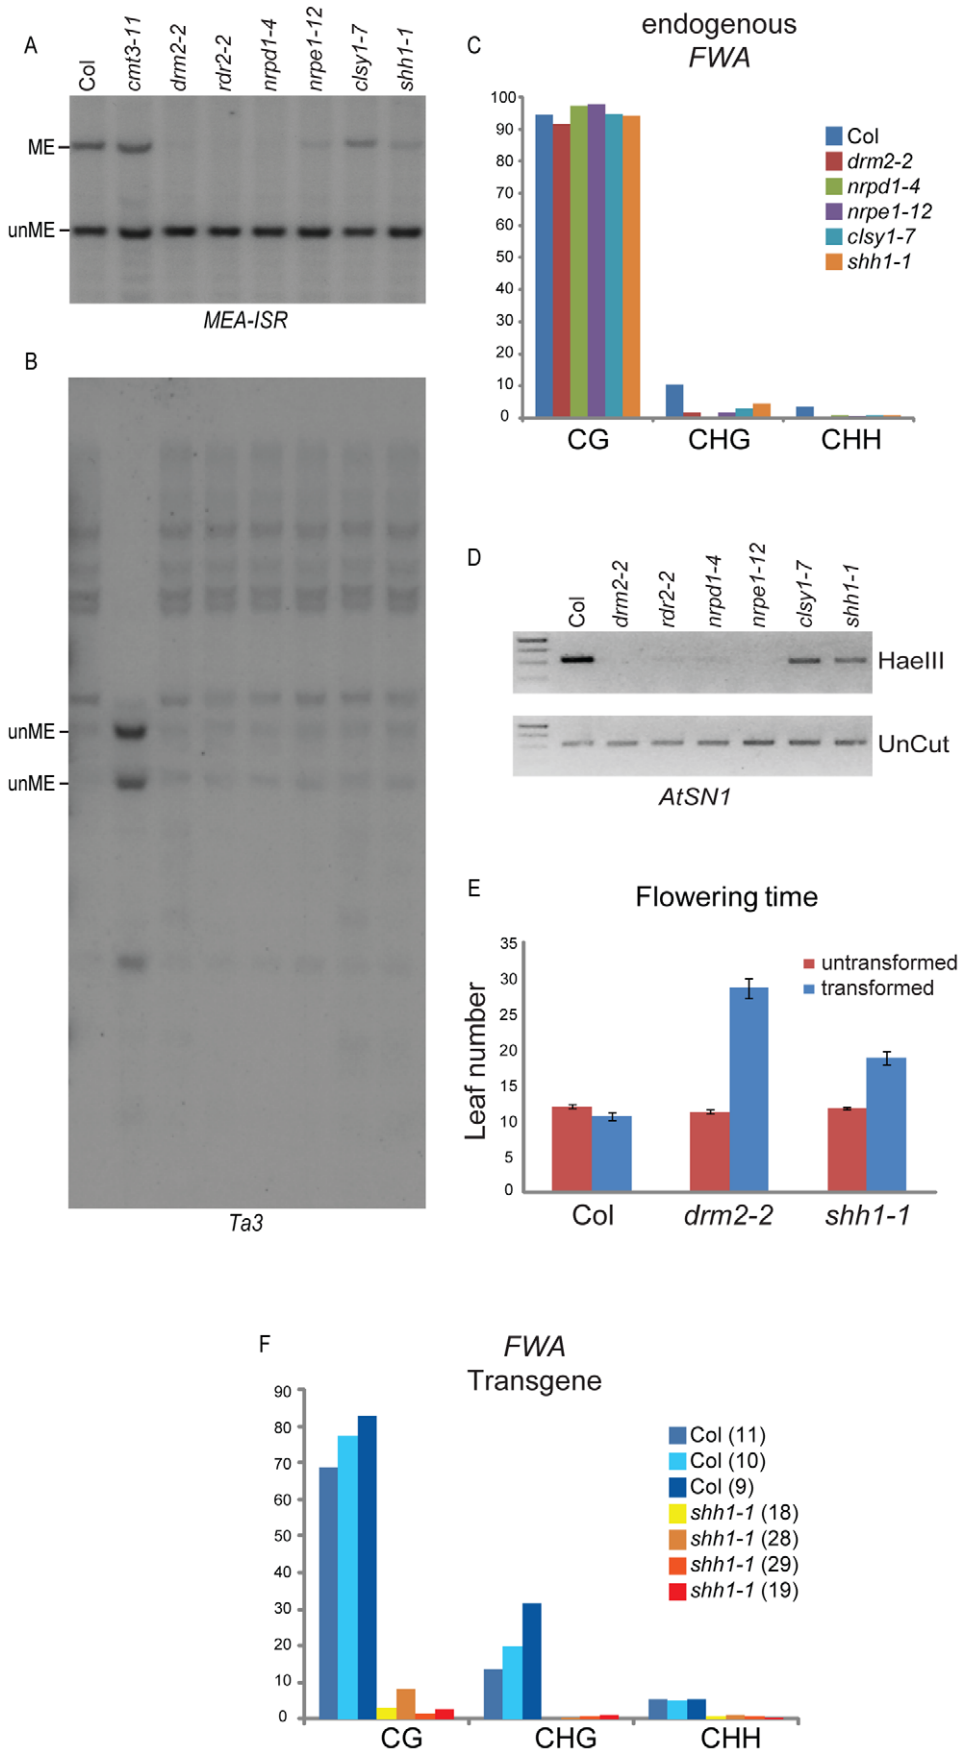 A
Col
cmt3-11
drm2-2
rdr2-2
nrpd1-4
nrpe1-12
clsy1-7
shh1-1
ME
unME
MEA-ISR
B
unME
unME
Ta3
C
endogenous
FWA
100
90
80
70
60
50
40
30
20
10
0
CG
CHG
CHH
Col
drm2-2
nrpd1-4
nrpe1-12
clsy1-7
shh1-1
D
Col
drm2-2
rdr2-2
nrpd1-4
nrpe1-12
clsy1-7
shh1-1
HaeIII
UnCut
AtSN1
E
Flowering time
Leaf number
35
30
25
20
15
10
5
0
untransformed
transformed
Col
drm2-2
shh1-1
F
FWA
Transgene
90
80
70
60
50
40
30
20
10
0
CG
CHG
CHH
Col (11)
Col (10)
Col (9)
shh1-1 (18)
shh1-1 (28)
shh1-1 (29)
shh1-1 (19)